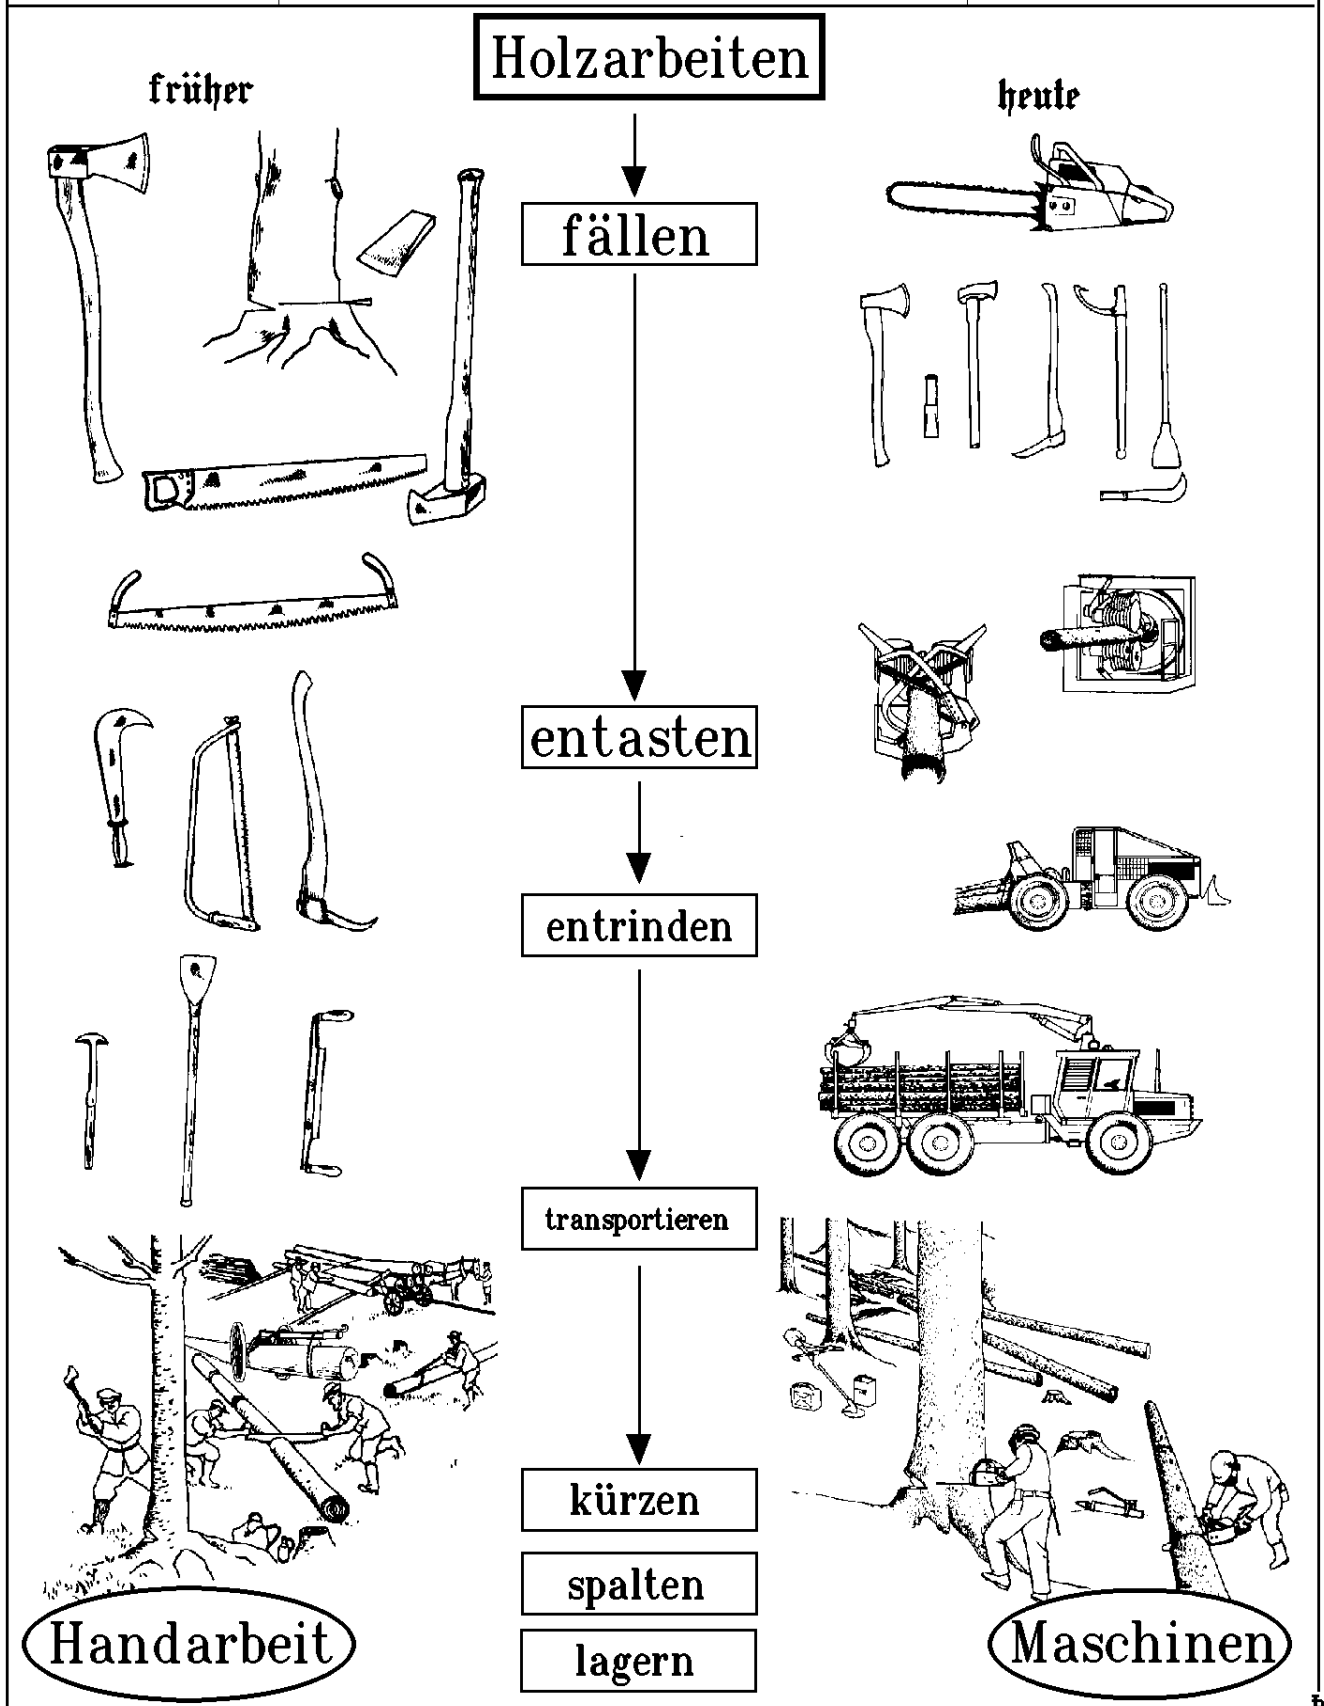 Holzarbeiten
früher
heute
fällen
entasten
entrinden
transportieren
kürzen
spalten
lagern
Handarbeit
Maschinen